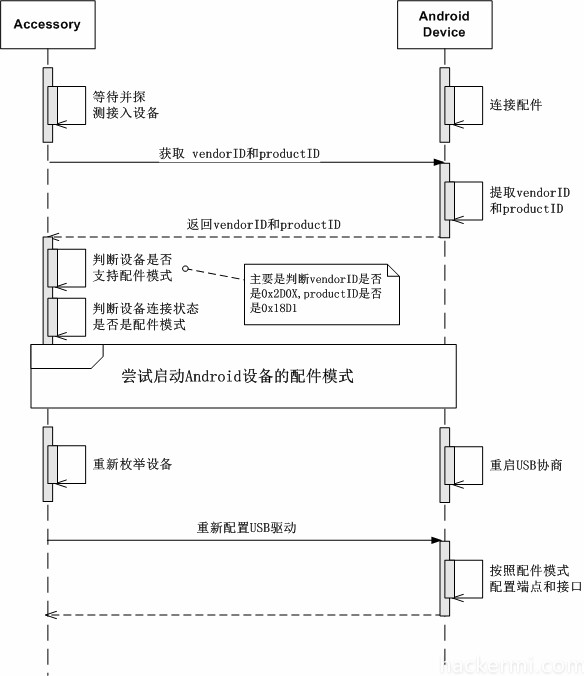 Accessory
Android
Device
等待并探
测接入设备
连接配件
获取 vendorID和productID
提取vendorID
和productID
返回vendorID和productID
判断设备是否
支持配件模式
主要是判断vendorID是否
是0x2D0X,productID是否
是0x18D1
判断设备连接状态
是否是配件模式
尝试启动Android设备的配件模式
重新枚举设备
重启USB协商
重新配置USB驱动
按照配件模式
配置端点和接口
hackermi.com